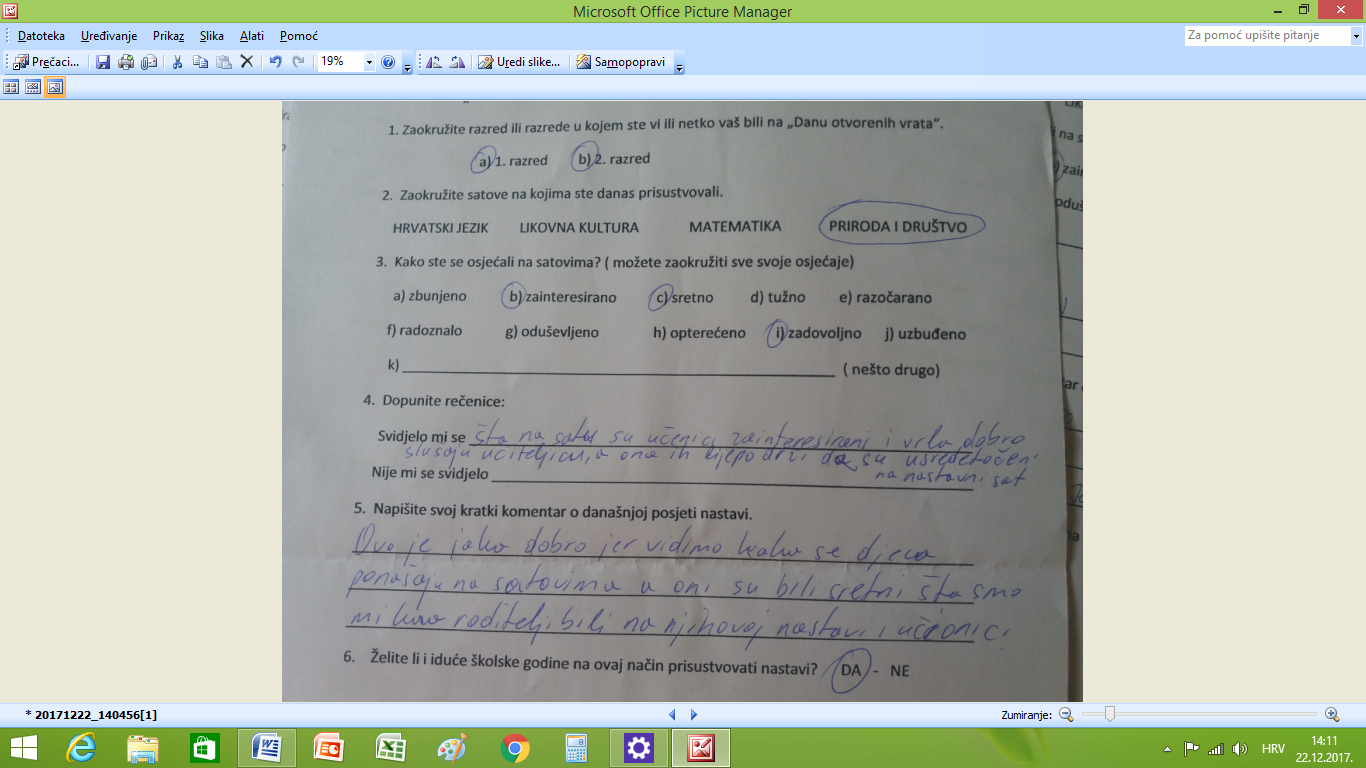 Microsoft Office Picture Manager
Datoteka Uređivanje Prikaz Slika Alati Pomoć
Za pomoć upišite pitanje
Prečaci... 19% Uredi slike... Samopopravi
1. Zaokružite razred ili razrede u kojem ste vi ili netko vaš bili na „Danu otvorenih vrata“.
a) 1. razred b) 2. razred
2. Zaokružite satove na kojima ste danas prisustvovali.
HRVATSKI JEZIK LIKOVNA KULTURA MATEMATIKA PRIRODA I DRUŠTVO
3. Kako ste se osjećali na satovima? ( možete zaokružiti sve svoje osjećaje)
a) zbunjeno b) zainteresirano c) sretno d) tužno e) razočarano
f) radoznalo g) oduševljeno h) opterećeno i) zadovoljno j) uzbuđeno
k) ( nešto drugo)
4. Dopunite rečenice:
Svidjelo mi se šta na satu su učenici zainteresirani i vrlo dobro
slušaju učiteljicu, a ona ih lijepo drži da su usredotočeni
na nastavni sat
Nije mi se svidjelo
5. Napišite svoj kratki komentar o današnjoj posjeti nastavi.
Ovo je jako dobro jer vidimo kako se djeca
ponašaju na satovima a oni su bili sretni šta smo
mi kao roditelji bili na njihovoj nastavi i učionici.
6. Želite li i iduće školske godine na ovaj način prisustvovati nastavi? DA - NE
* 20171222_140456[1]
Zumiranje:
HRV
14:11
22.12.2017.